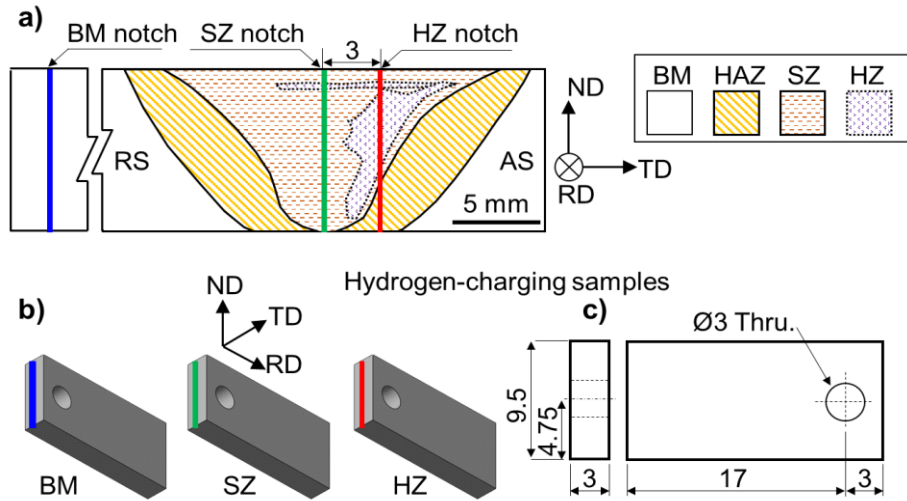 a)
BM notch
SZ notch
HZ notch
3
RS
AS
5 mm
ND
TD
RD
BM
HAZ
SZ
HZ
Hydrogen-charging samples
b)
ND
TD
RD
BM
SZ
HZ
c)
Ø3 Thru.
9.5
4.75
3
17
3